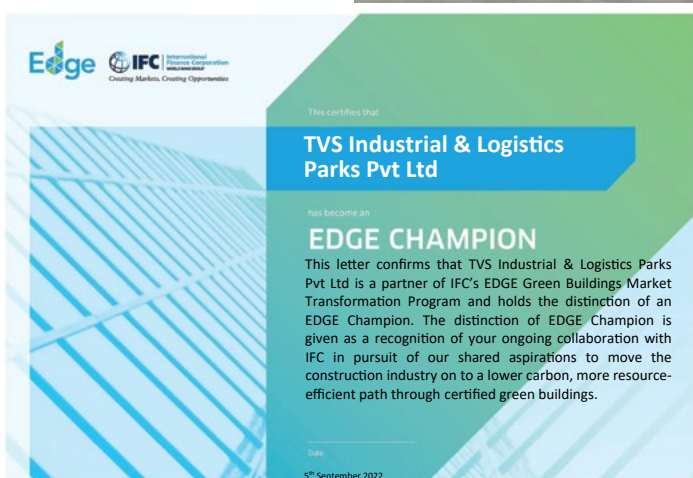 Edge
IFC
International
Finance Corporation
WORLD BANK GROUP
Creating Markets, Creating Opportunities
This certifies that
TVS Industrial & Logistics
Parks Pvt Ltd
has become an
EDGE CHAMPION
This letter confirms that TVS Industrial & Logistics Parks
Pvt Ltd is a partner of IFC's EDGE Green Buildings Market
Transformation Program and holds the distinction of an
EDGE Champion. The distinction of EDGE Champion is
given as a recognition of your ongoing collaboration with
IFC in pursuit of our shared aspirations to move the
construction industry on to a lower carbon, more resource-
efficient path through certified green buildings.
Date
5th September 2022